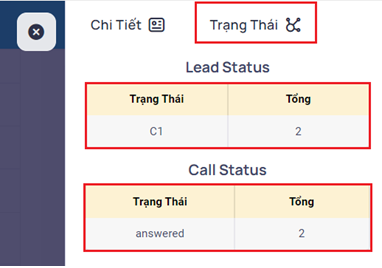 Chi Tiết Trạng Thái
Lead Status
Trạng Thái Tổng
C1 2
Call Status
Trạng Thái Tổng
answered 2